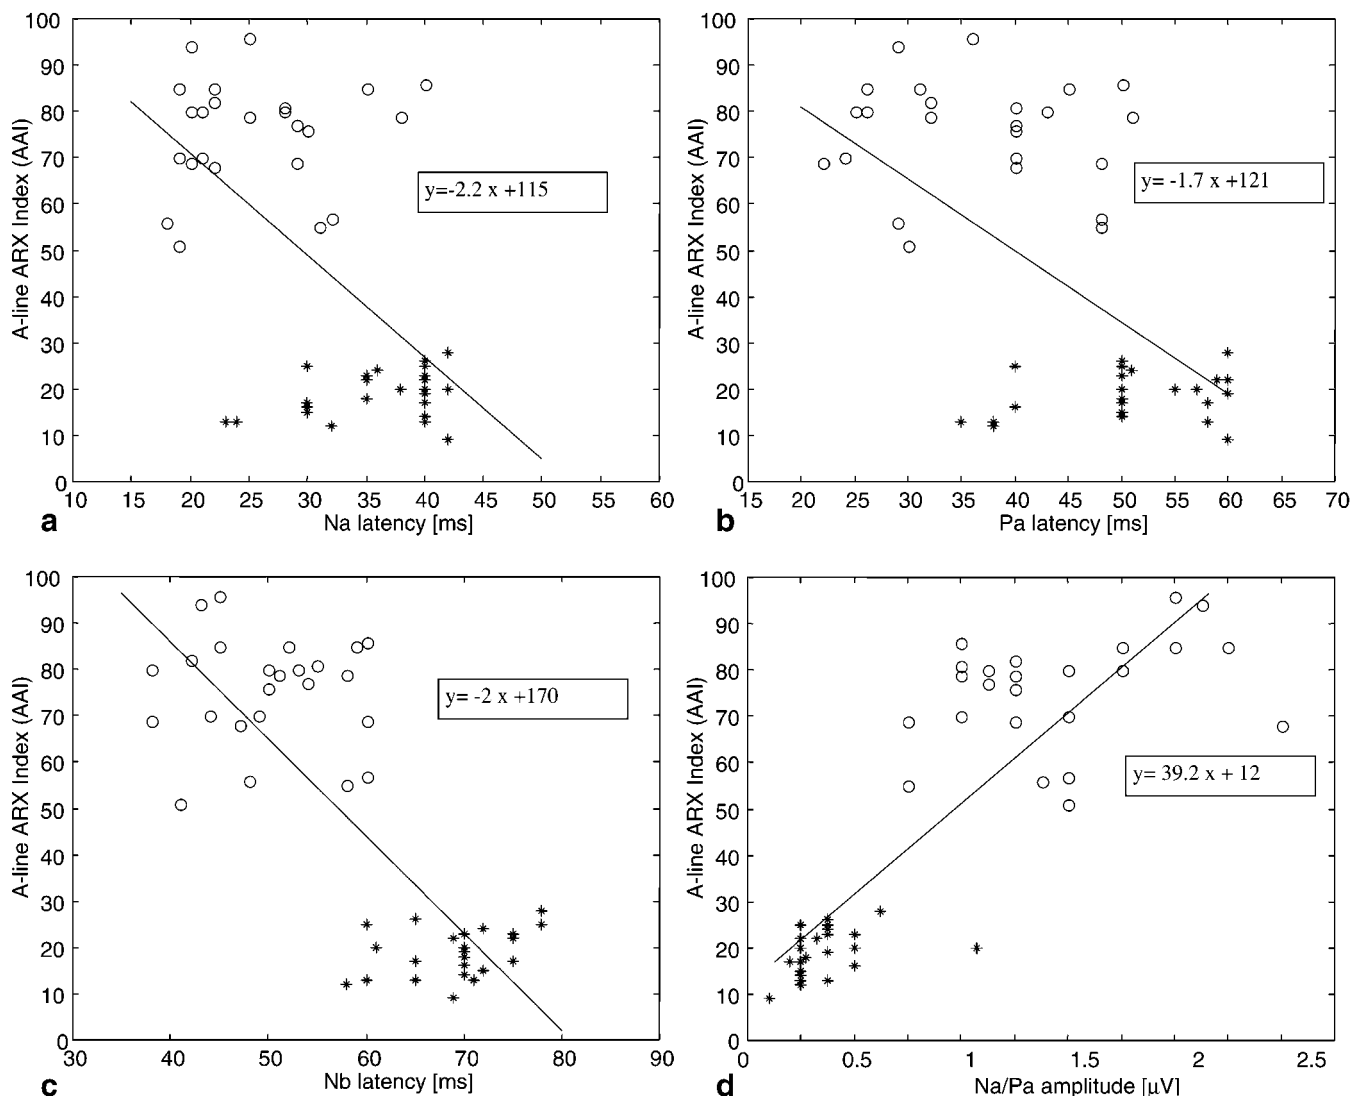 100
90
80
70
60
50
40
30
20
10
0
A-line ARX Index (AAI)
y=-2.2 x +115
10 15 20 25 30 35 40 45 50 55 60
a Na latency [ms]
100
90
80
70
60
50
40
30
20
10
0
A-line ARX Index (AAI)
y= -1.7 x +121
15 20 25 30 35 40 45 50 55 60 65 70
b Pa latency [ms]
100
90
80
70
60
50
40
30
20
10
0
A-line ARX Index (AAI)
y= -2 x +170
30 40 50 60 70 80 90
c Nb latency [ms]
100
90
80
70
60
50
40
30
20
10
0
A-line ARX Index (AAI)
y= 39.2 x + 12
0 0.5 1 1.5 2 2.5
d Na/Pa amplitude [µV]